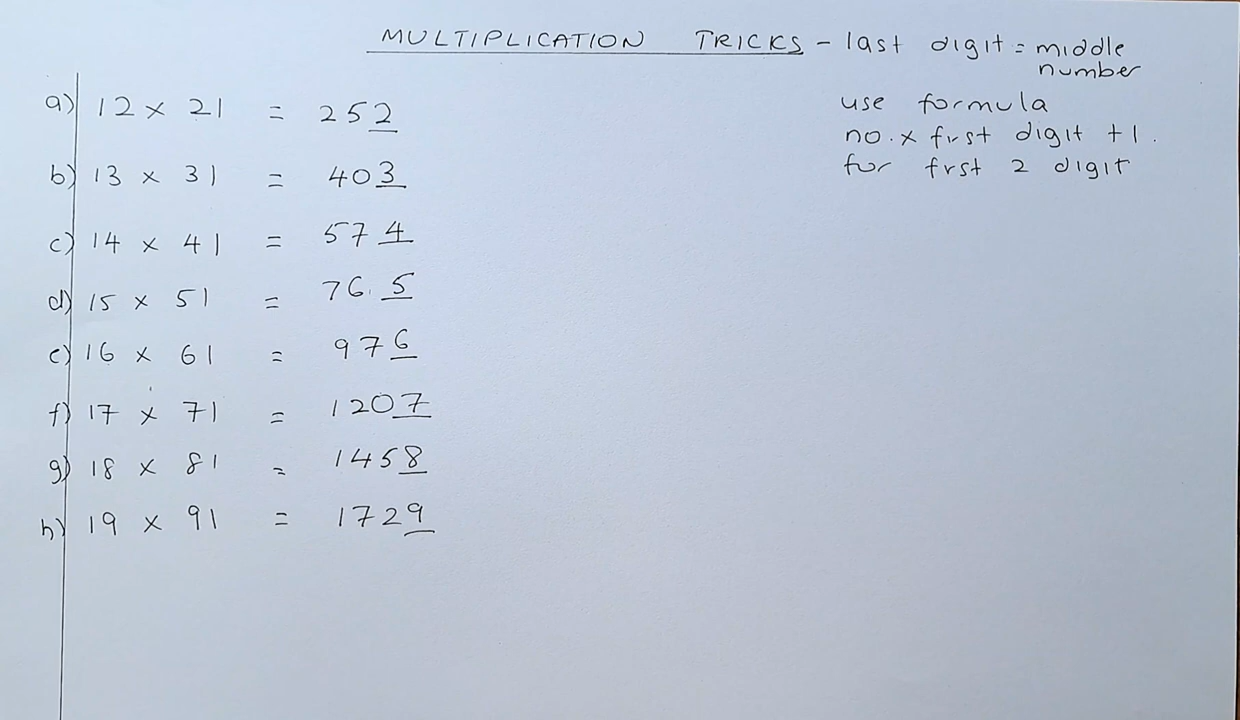 MULTIPLICATION TRICKS - last digit = middle
number
use formula
no. x first digit +1.
for frst 2 digit
a) 12 x 21 = 252
b) 13 x 31 = 403
c) 14 x 41 = 574
d) 15 x 51 = 765
e) 16 x 61 = 976
f) 17 x 71 = 1207
g) 18 x 81 = 1458
h) 19 x 91 = 1729